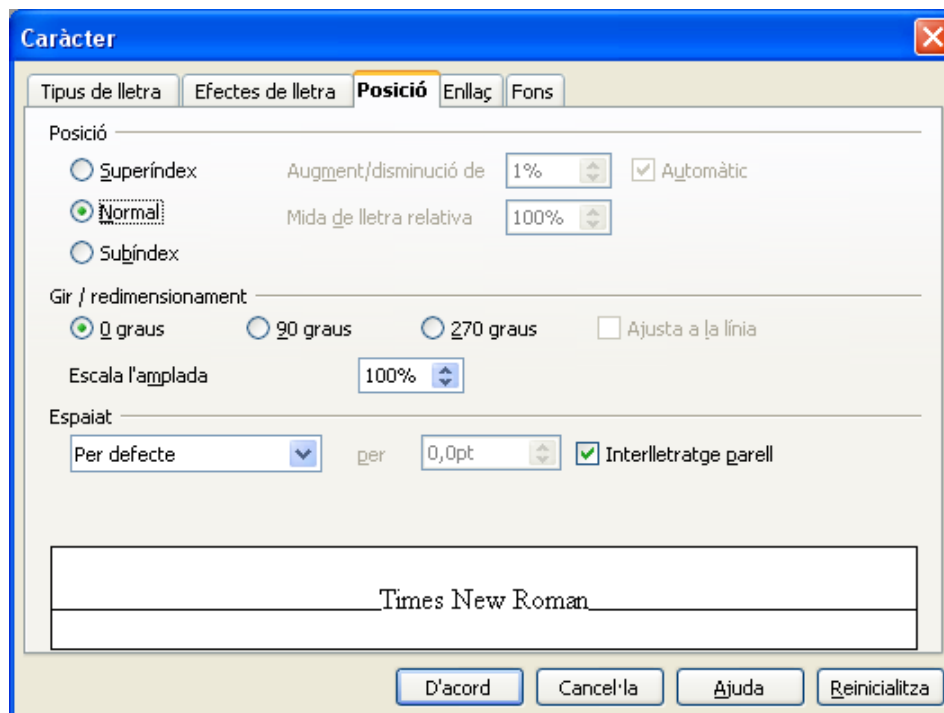 Caràcter
Tipus de lletra Efectes de lletra Posició Enllaç Fons
Posició
Superíndex Augment/disminució de 1% Automàtic
Normal Mida de lletra relativa 100%
Subíndex
Gir / redimensionament
0 graus 90 graus 270 graus Ajusta a la línia
Escala l'amplada 100%
Espaiat
Per defecte per 0,0pt Interlletratge parell
Times New Roman
D'acord Cancel·la Ajuda Reinicialitza